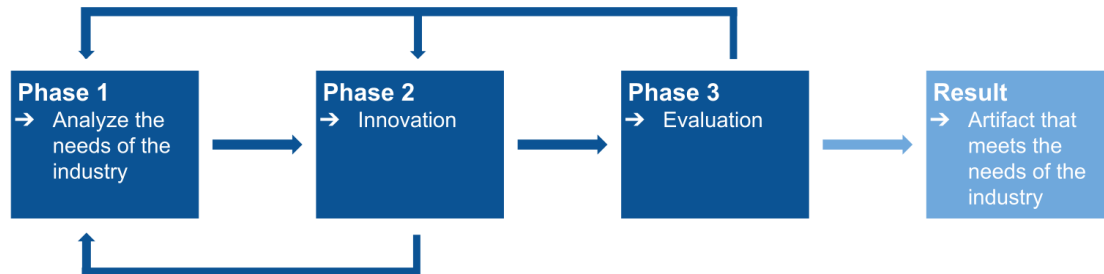 Phase 1
→ Analyze the
needs of the
industry
Phase 2
→ Innovation
Phase 3
→ Evaluation
Result
→ Artifact that
meets the
needs of the
industry